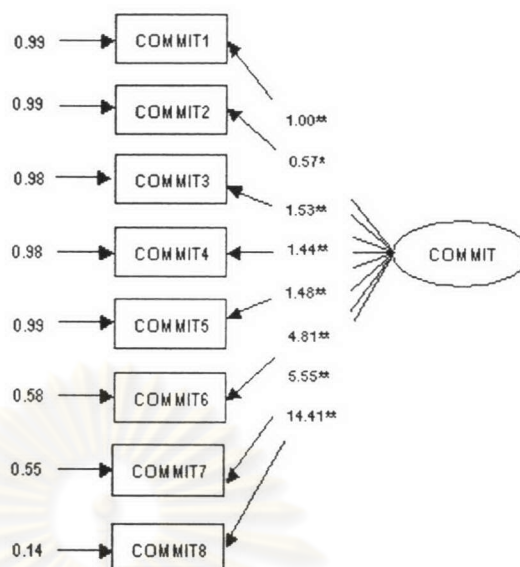 0.99 COMMIT1
0.99 COMMIT2
1.00**
0.57*
0.98 COMMIT3
1.53**
0.98 COMMIT4 1.44** COMMIT
1.48**
0.99 COMMIT5
4.81**
5.55**
0.58 COMMIT6
14.41**
0.55 COMMIT7
0.14 COMMIT8